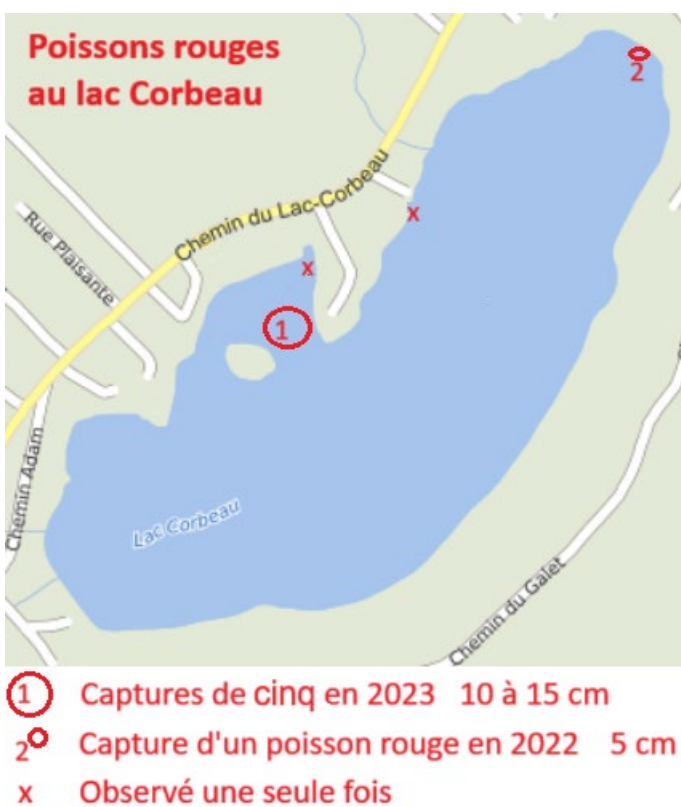 Poissons rouges
au lac Corbeau
2
Chemin du Lac-Corbeau
x
Rue Plaisante
x
1
Chemin Adam
Lac Corbeau
Chemin du Galet
1 Captures de cinq en 2023 10 à 15 cm
2 Capture d'un poisson rouge en 2022 5 cm
x Observé une seule fois